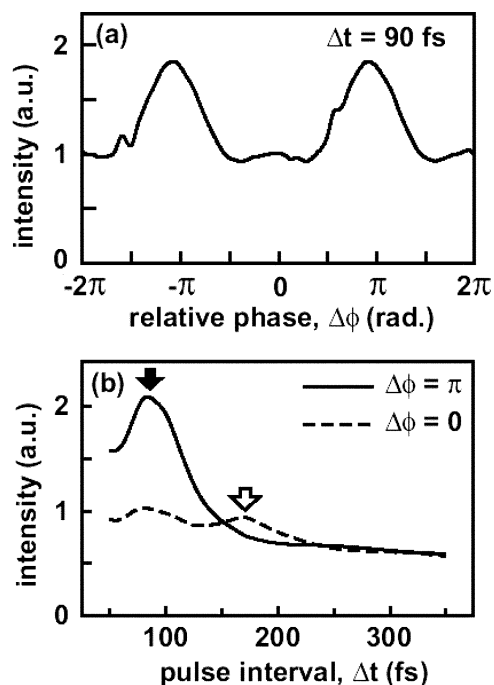 (a)
Δt = 90 fs
intensity (a.u.)
2
1
0
-2π -π 0 π 2π
relative phase, Δϕ (rad.)
(b)
Δϕ = π
Δϕ = 0
intensity (a.u.)
2
1
0
100 200 300
pulse interval, Δt (fs)